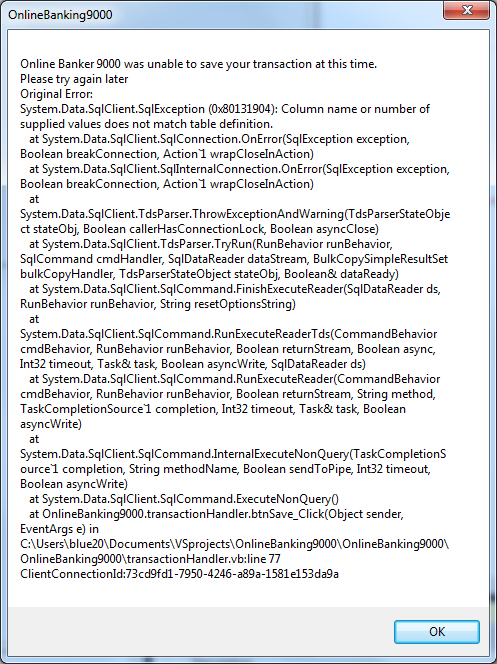 OnlineBanking9000
Online Banker 9000 was unable to save your transaction at this time.
Please try again later
Original Error:
System.Data.SqlClient.SqlException (0x80131904): Column name or number of
supplied values does not match table definition.
at System.Data.SqlClient.SqlConnection.OnError(SqlException exception,
Boolean breakConnection, Action`1 wrapCloseInAction)
at System.Data.SqlClient.SqlInternalConnection.OnError(SqlException exception,
Boolean breakConnection, Action`1 wrapCloseInAction)
at
System.Data.SqlClient.TdsParser.ThrowExceptionAndWarning(TdsParserStateObje
ct stateObj, Boolean callerHasConnectionLock, Boolean asyncClose)
at System.Data.SqlClient.TdsParser.TryRun(RunBehavior runBehavior,
SqlCommand cmdHandler, SqlDataReader dataStream, BulkCopySimpleResultSet
bulkCopyHandler, TdsParserStateObject stateObj, Boolean& dataReady)
at System.Data.SqlClient.SqlCommand.FinishExecuteReader(SqlDataReader ds,
RunBehavior runBehavior, String resetOptionsString)
at
System.Data.SqlClient.SqlCommand.RunExecuteReaderTds(CommandBehavior
cmdBehavior, RunBehavior runBehavior, Boolean returnStream, Boolean async,
Int32 timeout, Task& task, Boolean asyncWrite, SqlDataReader ds)
at System.Data.SqlClient.SqlCommand.RunExecuteReader(CommandBehavior
cmdBehavior, RunBehavior runBehavior, Boolean returnStream, String method,
TaskCompletionSource`1 completion, Int32 timeout, Task& task, Boolean
asyncWrite)
at
System.Data.SqlClient.SqlCommand.InternalExecuteNonQuery(TaskCompletionS
ource`1 completion, String methodName, Boolean sendToPipe, Int32 timeout,
Boolean asyncWrite)
at System.Data.SqlClient.SqlCommand.ExecuteNonQuery()
at OnlineBanking9000.transactionHandler.btnSave_Click(Object sender,
EventArgs e) in
C:\Users\blue20\Documents\VSprojects\OnlineBanking9000\OnlineBanking9000\
OnlineBanking9000\transactionHandler.vb:line 77
ClientConnectionId:73cd9fd1-7950-4246-a89a-1581e153da9a
OK